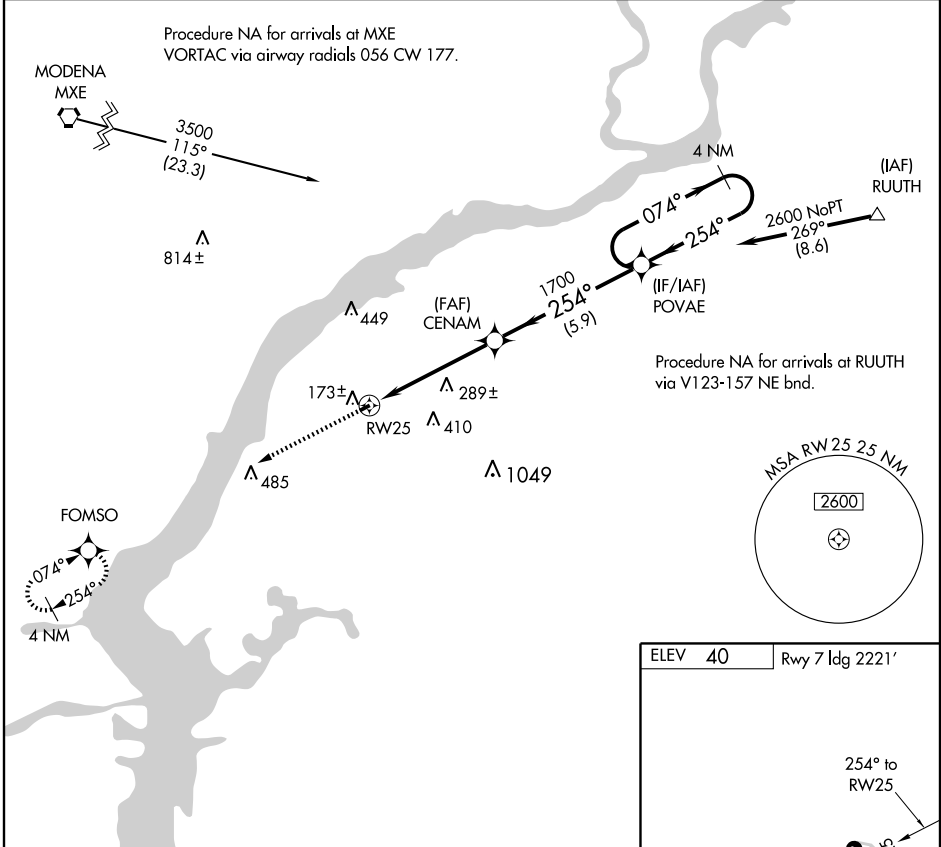 Procedure NA for arrivals at MXE
VORTAC via airway radials 056 CW 177.
MODENA
MXE
3500
115°
(23.3)
814±
4 NM
(IAF)
RUUTH
074°
254°
2600 NoPT
269°
(8.6)
(IF/IAF)
POVAE
1700
254°
(5.9)
(FAF)
CENAM
449
Procedure NA for arrivals at RUUTH
via V123-157 NE bnd.
173±
289±
RW25
410
485
1049
MSA RW25 25 NM
2600
FOMSO
074°
254°
4 NM
ELEV 40
Rwy 7 ldg 2221'
254° to
RW25